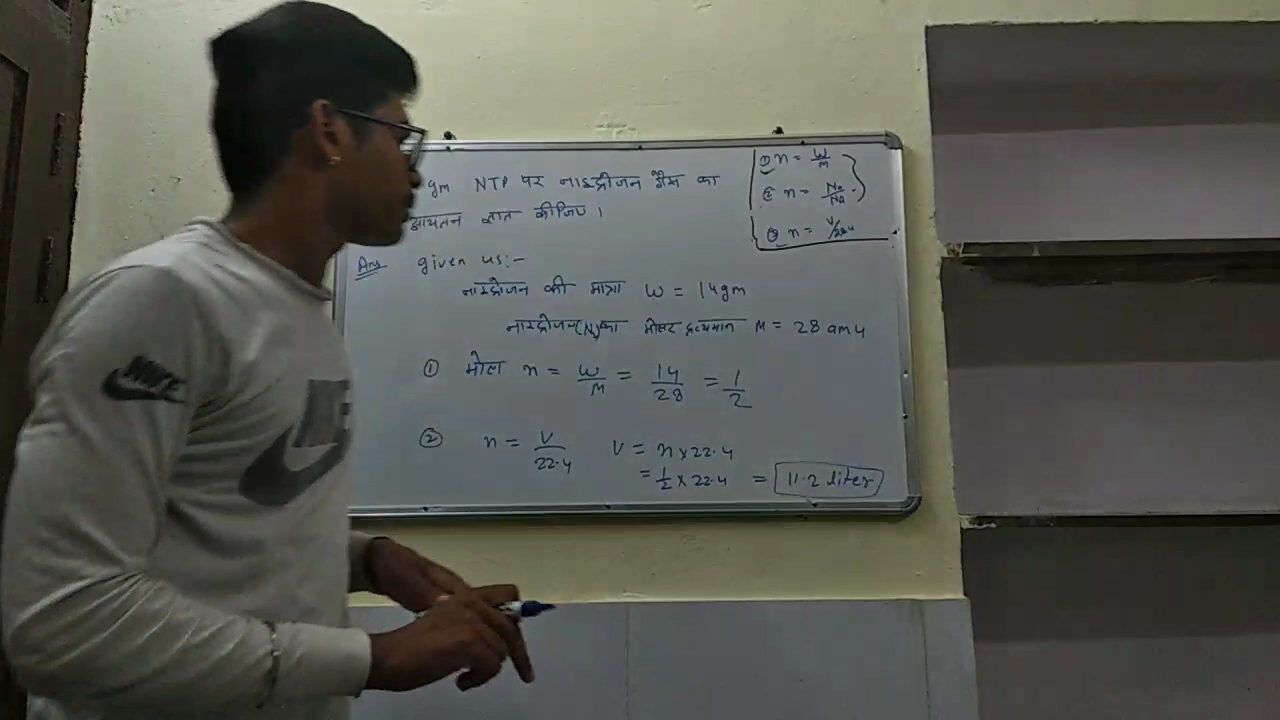 gm NTP पर नाइट्रोजन गैस का
आयतन ज्ञात कीजिए।
① n = W/M
② n = No/NA
③ n = V/22.4
Ans given us:-
नाइट्रोजन की मात्रा W = 14gm
नाइट्रोजन(N₂)का मोलर द्रव्यमान M = 28 amu
① मोल n = W/M = 14/28 = 1/2
② n = V/22.4 V = n×22.4
= 1/2 × 22.4 = 11.2 liter
NIKE